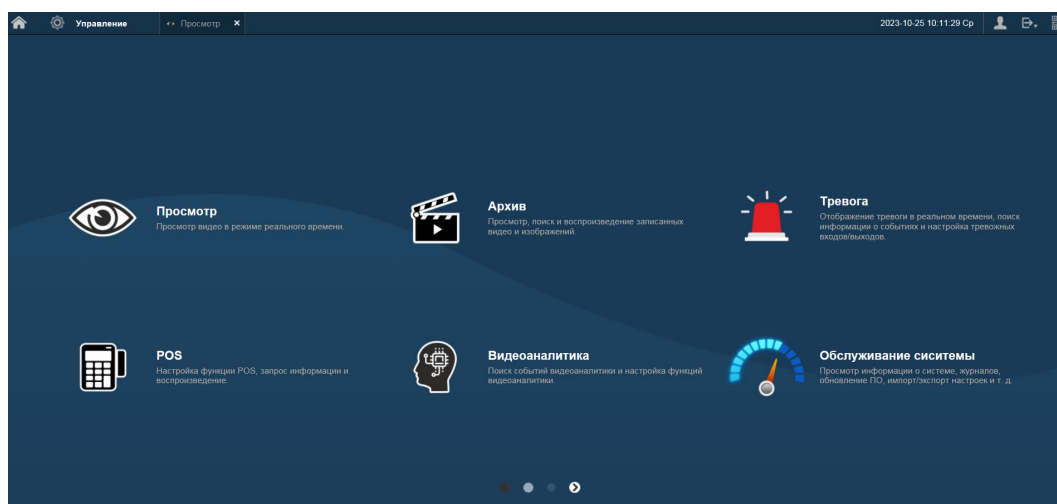 Управление
Просмотр
2023-10-25 10:11:29 Ср
Просмотр
Просмотр видео в режиме реального времени.
Архив
Просмотр, поиск и воспроизведение записанных
видео и изображений.
Тревога
Отображение тревоги в реальном времени, поиск
информации о событиях и настройка тревожных
входов/выходов.
POS
Настройка функции POS, запрос информации и
воспроизведение.
Видеоаналитика
Поиск событий видеоаналитики и настройка функций
видеоаналитики.
Обслуживание сиситемы
Просмотр информации о системе, журналов,
обновление ПО, импорт/экспорт настроек и т. д.